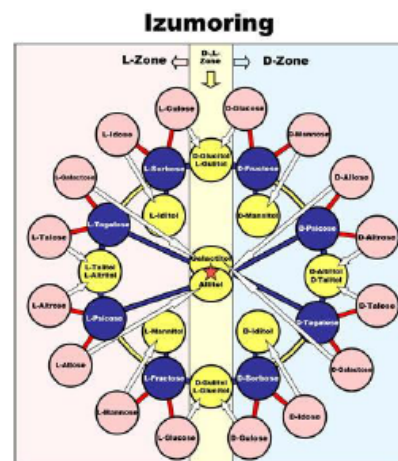 Izumoring
L-Zone
D,L-
Zone
D-Zone
L-Gulose
D-Glucose
L-Idose
D-Mannose
L-Sorbose
D-Glucitol
L-Gulitol
D-Fructose
L-Galactose
D-Allose
L-Iditol
D-Mannitol
L-Tagatose
D-Psicose
L-Talose
D-Altrose
Galactitol
L-Talitol
L-Altritol
D-Altritol
D-Talitol
Allitol
L-Altrose
D-Talose
L-Psicose
D-Tagatose
L-Mannitol
D-Iditol
L-Allose
D-Galactose
L-Fructose
D-Gulitol
L-Glucitol
D-Sorbose
L-Mannose
D-Idose
L-Glucose
D-Gulose